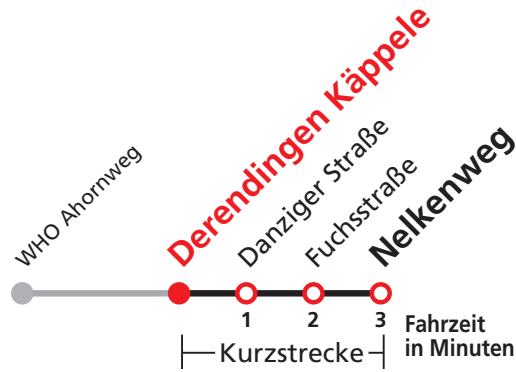 WHO Ahornweg
Derendingen Käppele
Danziger Straße
Fuchsstraße
Nelkenweg
1 2 3 Fahrzeit
in Minuten
Kurzstrecke